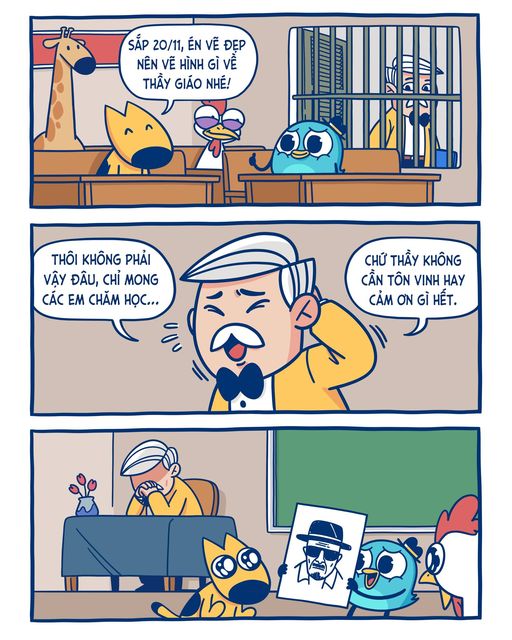 SẮP 20/11, ÉN VẼ ĐẸP
NÊN VẼ HÌNH GÌ VỀ
THẦY GIÁO NHÉ!
THÔI KHÔNG PHẢI
VẬY ĐÂU, CHỈ MONG
CÁC EM CHĂM HỌC...
CHỨ THẦY KHÔNG
CẦN TÔN VINH HAY
CẢM ƠN GÌ HẾT.